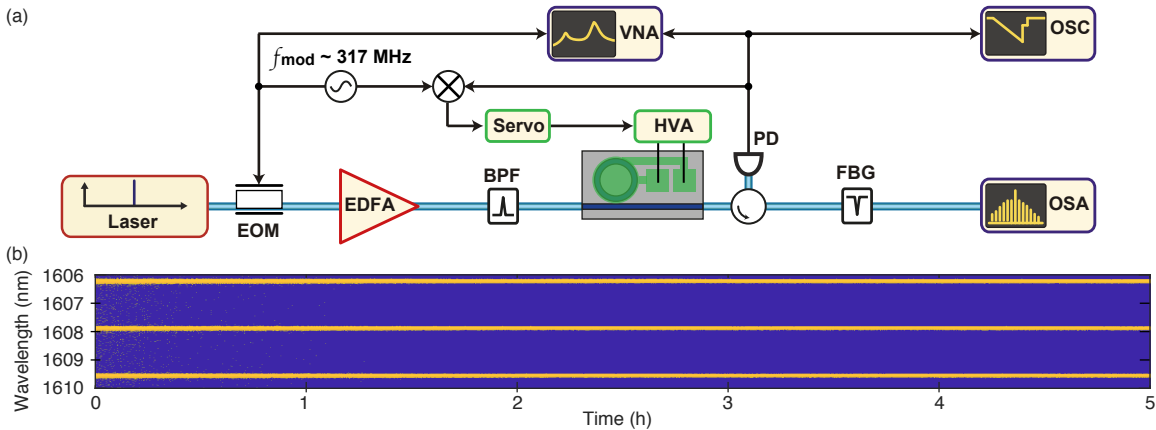 (a)
VNA
OSC
fmod ~ 317 MHz
Servo
HVA
PD
BPF
FBG
EDFA
Laser
OSA
EOM
(b)
Wavelength (nm)
1606
1607
1608
1609
1610
0
1
2
3
4
5
Time (h)